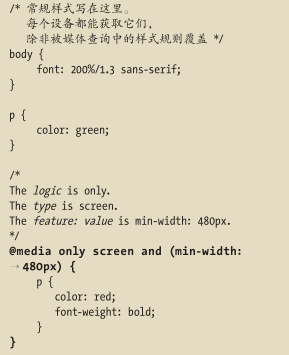 /* 常规样式写在这里。
每个设备都能获取它们，
除非被媒体查询中的样式规则覆盖 */
body {
font: 200%/1.3 sans-serif;
}
p {
color: green;
}
/*
The logic is only.
The type is screen.
The feature: value is min-width: 480px.
*/
@media only screen and (min-width:
→ 480px) {
p {
color: red;
font-weight: bold;
}
}